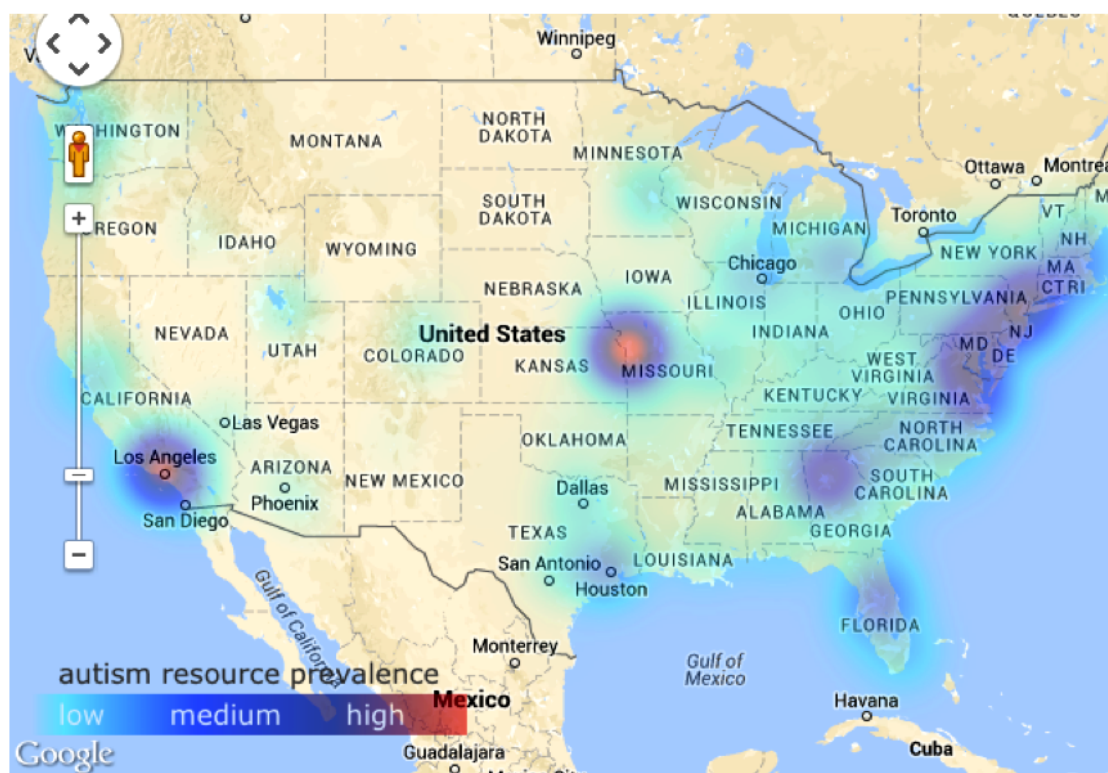 QUEBEC
Winnipeg
WASHINGTON
MONTANA
NORTH
DAKOTA
MINNESOTA
Ottawa
Montrea
OREGON
IDAHO
SOUTH
DAKOTA
WISCONSIN
MICHIGAN
Toronto
VT
M
WYOMING
NEW YORK
NH
MA
CT RI
Chicago
IOWA
NEBRASKA
ILLINOIS
PENNSYLVANIA
OHIO
INDIANA
NEVADA
UTAH
COLORADO
United States
NJ
MD
DE
KANSAS
MISSOURI
WEST
VIRGINIA
VIRGINIA
KENTUCKY
CALIFORNIA
Las Vegas
TENNESSEE
NORTH
CAROLINA
OKLAHOMA
Los Angeles
ARIZONA
NEW MEXICO
Phoenix
MISSISSIPPI
SOUTH
CAROLINA
Dallas
ALABAMA
GEORGIA
San Diego
TEXAS
San Antonio
LOUISIANA
Houston
FLORIDA
Gulf of California
Monterrey
Gulf of
Mexico
Mexico
Havana
Cuba
Guadalajara
autism resource prevalence
low medium high
Google